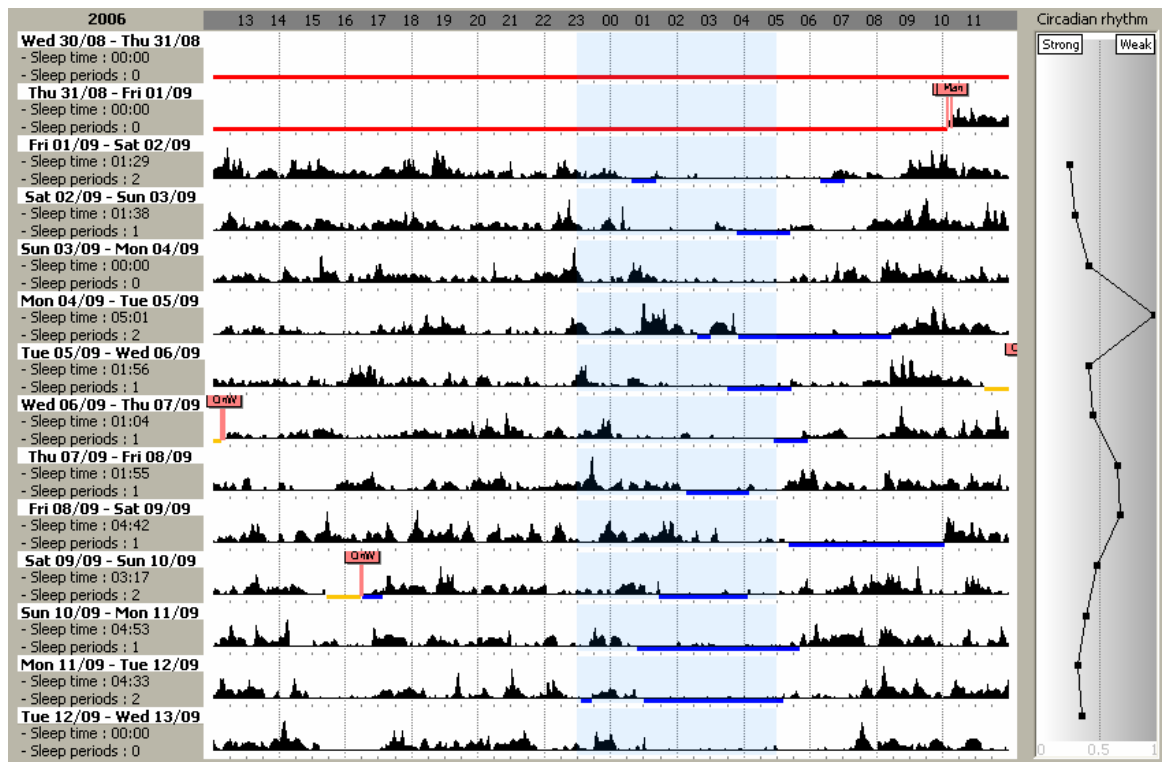 2006 13 14 15 16 17 18 19 20 21 22 23 00 01 02 03 04 05 06 07 08 09 10 11 Circadian rhythm
Strong Weak
Wed 30/08 - Thu 31/08
- Sleep time : 00:00
- Sleep periods : 0
Thu 31/08 - Fri 01/09
Man
- Sleep time : 00:00
- Sleep periods : 0
Fri 01/09 - Sat 02/09
- Sleep time : 01:29
- Sleep periods : 2
Sat 02/09 - Sun 03/09
- Sleep time : 01:38
- Sleep periods : 1
Sun 03/09 - Mon 04/09
- Sleep time : 00:00
- Sleep periods : 0
Mon 04/09 - Tue 05/09
- Sleep time : 05:01
- Sleep periods : 2
Tue 05/09 - Wed 06/09
- Sleep time : 01:56
- Sleep periods : 1
Wed 06/09 - Thu 07/09
OnW
- Sleep time : 01:04
- Sleep periods : 1
Thu 07/09 - Fri 08/09
- Sleep time : 01:55
- Sleep periods : 1
Fri 08/09 - Sat 09/09
- Sleep time : 04:42
- Sleep periods : 1
Sat 09/09 - Sun 10/09
OnW
- Sleep time : 03:17
- Sleep periods : 2
Sun 10/09 - Mon 11/09
- Sleep time : 04:53
- Sleep periods : 1
Mon 11/09 - Tue 12/09
- Sleep time : 04:33
- Sleep periods : 2
Tue 12/09 - Wed 13/09
- Sleep time : 00:00
- Sleep periods : 0
0 0.5 1